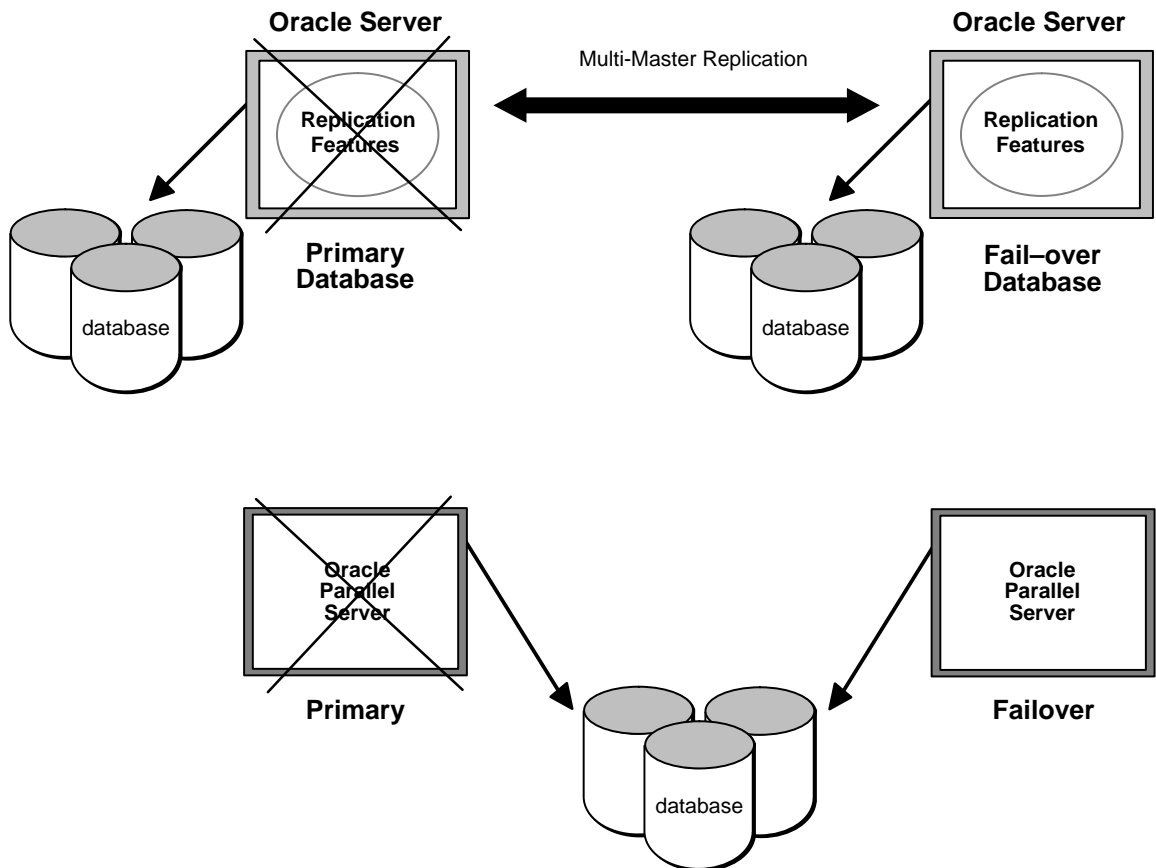 Oracle Server
Oracle Server
Multi-Master Replication
Replication
Features
Replication
Features
Primary
Database
Fail–over
Database
database
database
Oracle
Parallel
Server
Oracle
Parallel
Server
Primary
Failover
database